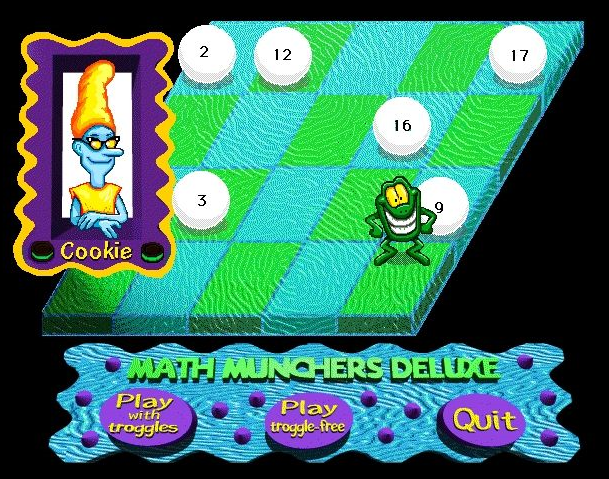 2
12
17
16
3
9
Cookie
MATH MUNCHERS DELUXE
Play
with
troggles
Play
troggle-free
Quit